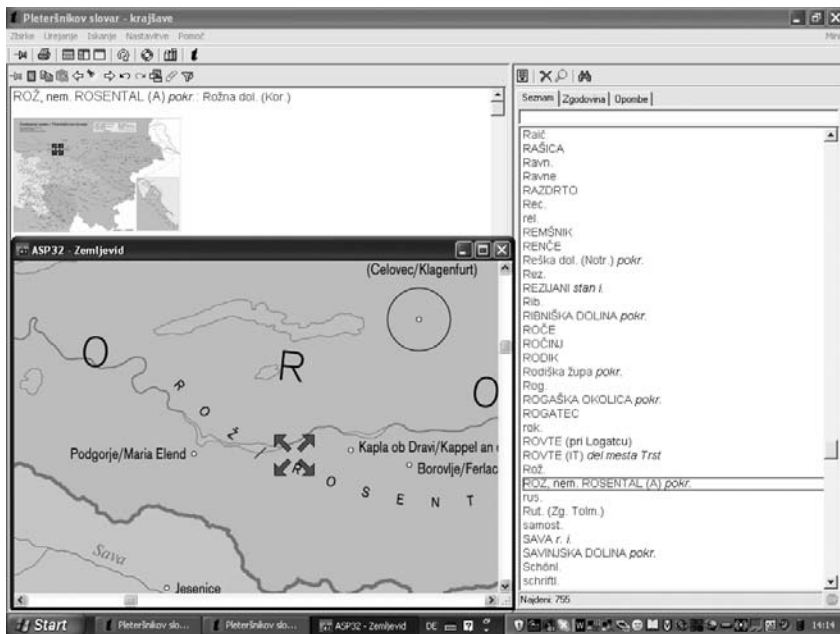 Pleteršnikov slovar - krajšave
Zbirke Urejanje Iskanje Nastavitve Pomoč
ROŽ, nem. ROSENTAL (A) pokr.: Rožna dol. (Kor.)
ASP32 - Zemljevid
(Celovec/Klagenfurt)
O R O
R O Ž / R O S E N T
Podgorje/Maria Elend
Kapla ob Dravi/Kappel an
Borovlje/Ferlac
Sava
Jesenice
Seznam Zgodovina Opombe
Raič
RAŠICA
Ravn.
Ravne
RAZDRTO
Rec.
rel.
REMŠNIK
RENČE
Reška dol. (Notr.) pokr.
Rez.
REZIJANI stan i.
Rib.
RIBNIŠKA DOLINA pokr.
ROČE
ROČINJ
RODIK
Rodiška župa pokr.
Rog.
ROGAŠKA OKOLICA pokr.
ROGATEC
rok.
ROVTE (pri Logatcu)
ROVTE (IT) del mesta Trst
Rož.
ROŽ, nem. ROSENTAL (A) pokr.
rus.
Rut. (Zg. Tolm.)
samost.
SAVA r. i.
SAVINJSKA DOLINA pokr.
Schönl.
schriftl.
Najdeni: 755
Start Pleteršnikov slo... Pleteršnikov slo... ASP32 - Zemljevid DE